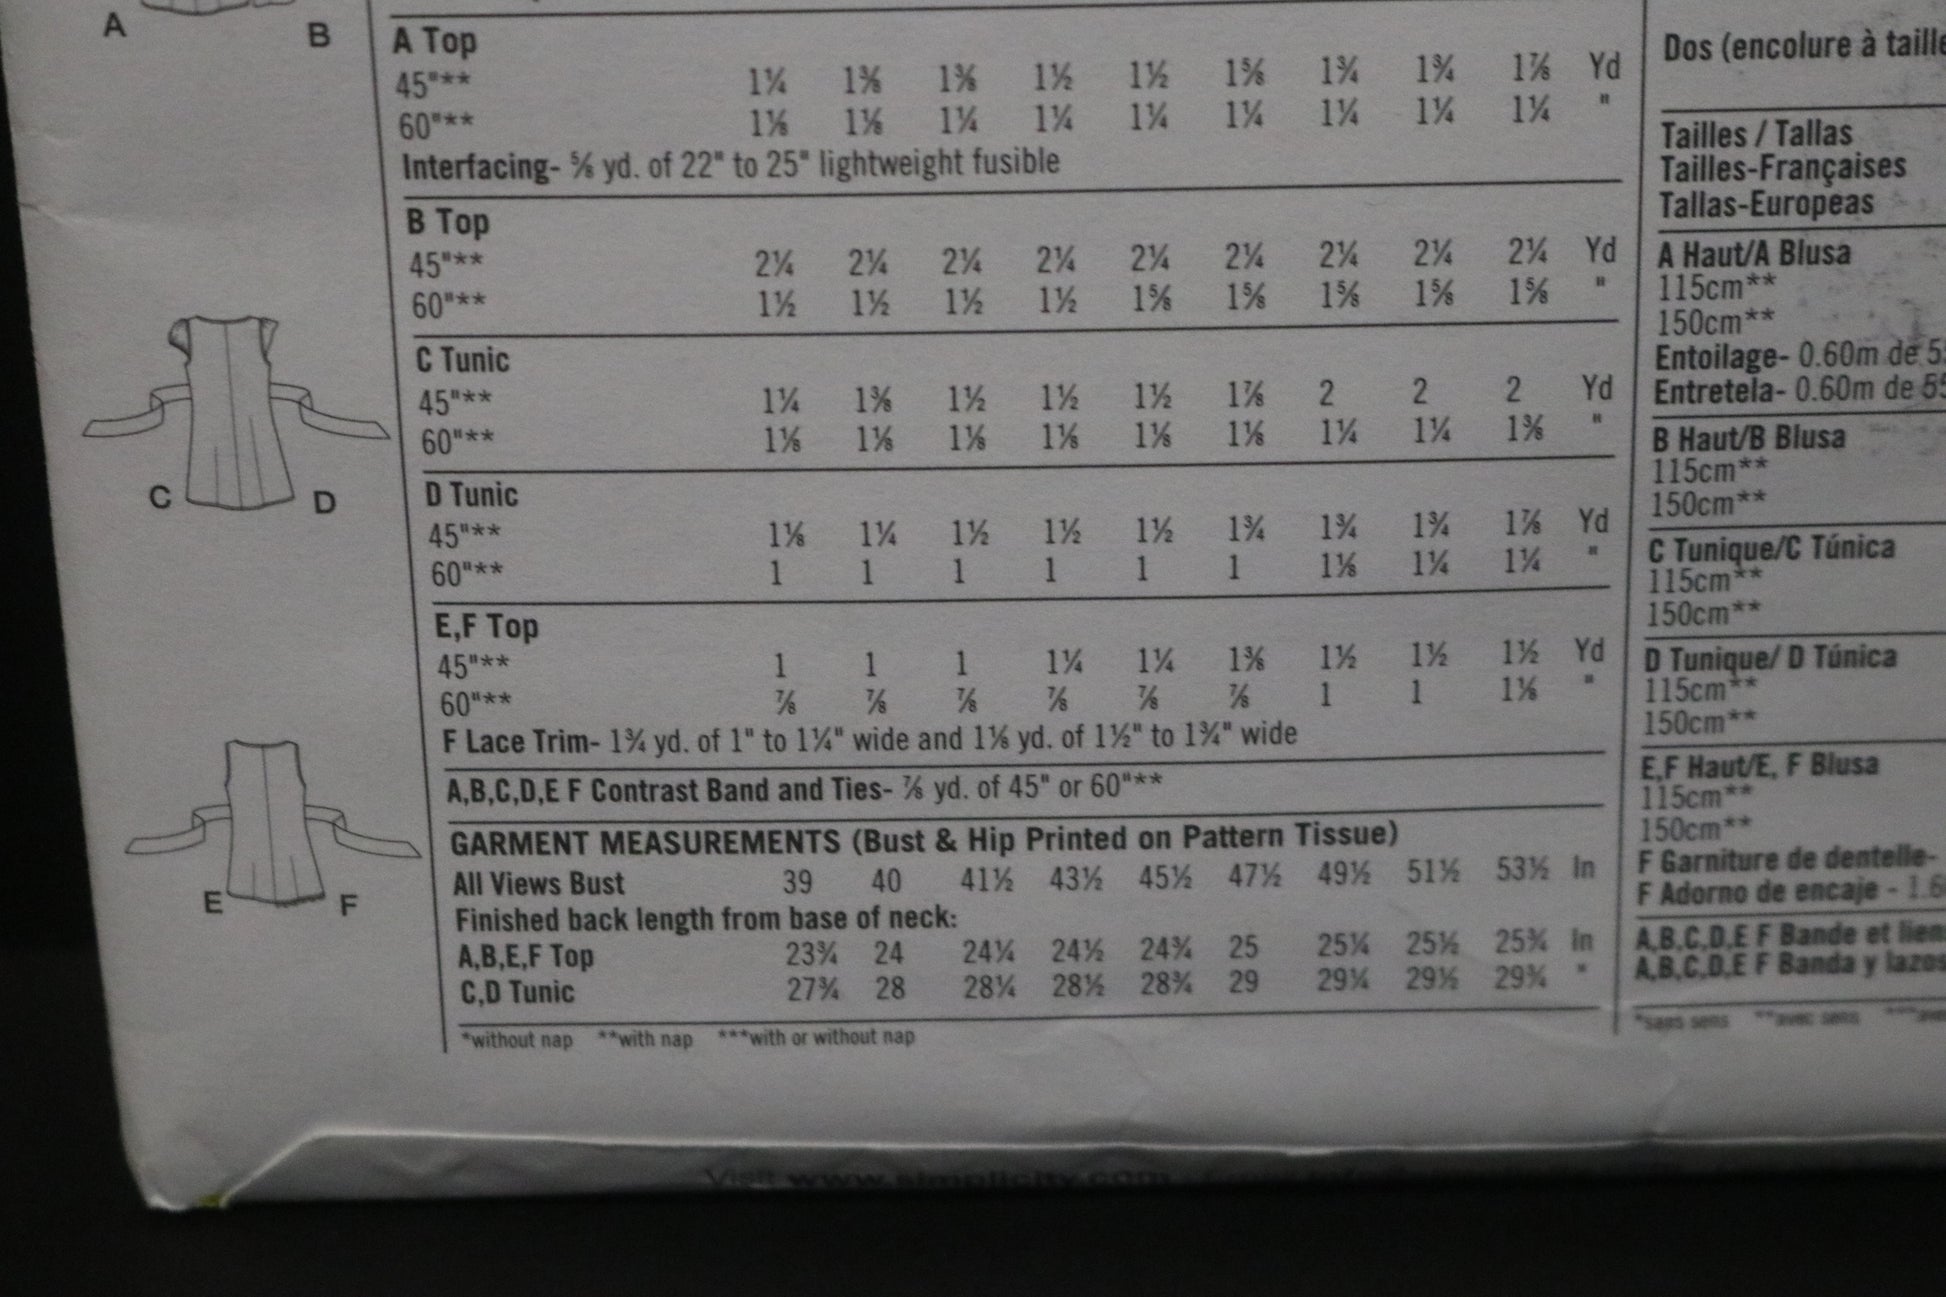 A B
A Top
45"** 1¼ 1⅜ 1⅜ 1½ 1½ 1⅝ 1¾ 1¾ 1⅞ Yd
60"** 1⅛ 1⅛ 1¼ 1¼ 1¼ 1¼ 1¼ 1¼ 1¼ "
Interfacing- ⅝ yd. of 22" to 25" lightweight fusible
B Top
45"** 2¼ 2¼ 2¼ 2¼ 2¼ 2¼ 2¼ 2¼ 2¼ Yd
60"** 1½ 1½ 1½ 1½ 1⅝ 1⅝ 1⅝ 1⅝ 1⅝ "
C Tunic
45"** 1¼ 1⅜ 1½ 1½ 1½ 1⅞ 2 2 2 Yd
60"** 1⅛ 1⅛ 1⅛ 1⅛ 1⅛ 1⅛ 1¼ 1¼ 1⅜ "
C D
D Tunic
45"** 1⅛ 1¼ 1½ 1½ 1½ 1¾ 1¾ 1¾ 1⅞ Yd
60"** 1 1 1 1 1 1 1⅛ 1¼ 1¼ "
E,F Top
45"** 1 1 1 1¼ 1¼ 1⅜ 1½ 1½ 1½ Yd
60"** ⅞ ⅞ ⅞ ⅞ ⅞ ⅞ 1 1 1⅛ "
F Lace Trim- 1¾ yd. of 1" to 1¼" wide and 1⅛ yd. of 1½" to 1¾" wide
A,B,C,D,E F Contrast Band and Ties- ⅞ yd. of 45" or 60"**
GARMENT MEASUREMENTS (Bust & Hip Printed on Pattern Tissue)
All Views Bust 39 40 41½ 43½ 45½ 47½ 49½ 51½ 53½ In
E F
Finished back length from base of neck:
A,B,E,F Top 23¾ 24 24¼ 24½ 24¾ 25 25¼ 25½ 25¾ In
C,D Tunic 27¾ 28 28¼ 28½ 28¾ 29 29¼ 29½ 29¾ "
*without nap **with nap ***with or without nap
Dos (encolure à taille
Tailles / Tallas
Tailles-Françaises
Tallas-Europeas
A Haut/A Blusa
115cm**
150cm**
Entoilage- 0.60m de 5
Entretela- 0.60m de 55
B Haut/B Blusa
115cm**
150cm**
C Tunique/C Túnica
115cm**
150cm**
D Tunique/ D Túnica
115cm**
150cm**
E,F Haut/E, F Blusa
115cm**
150cm**
F Garniture de dentelle-
F Adorno de encaje - 1.6
A,B,C,D,E F Bande et lien
A,B,C,D,E F Banda y lazos
*sans sens **avec sens
Visit www.simplicity.com